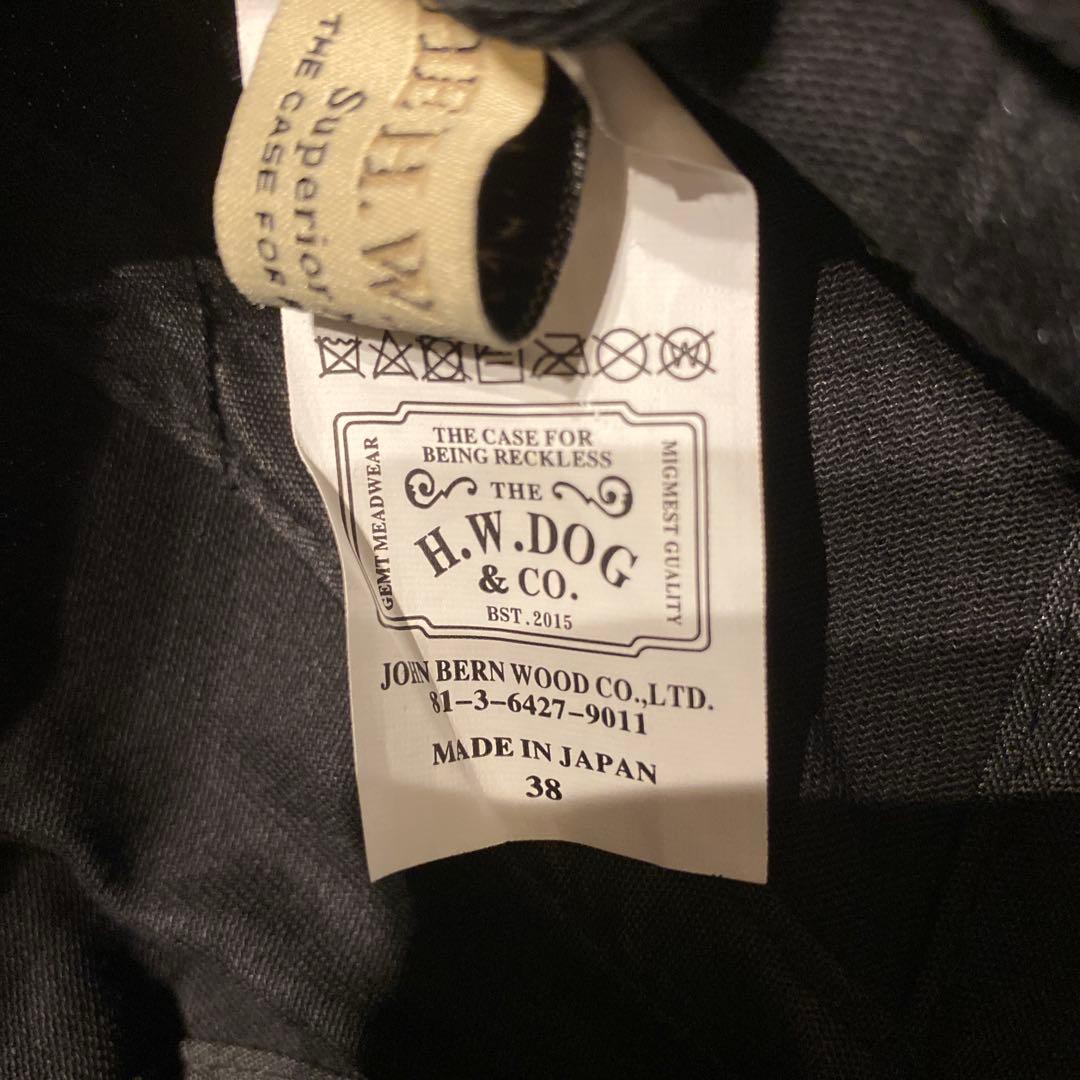 THE H.W
Superior
THE CASE FOR
THE CASE FOR
BEING RECKLESS
GEMT MEADWEAR
MIGMEST GUALITY
THE
H.W.DOG
& CO.
BST.2015
JOHN BERN WOOD CO.,LTD.
81-3-6427-9011
MADE IN JAPAN
38